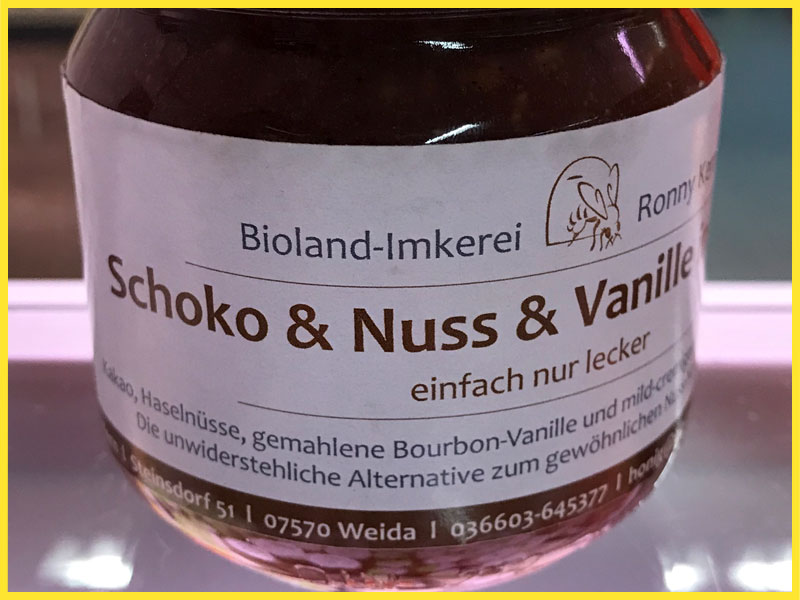 Bioland-Imkerei Ronny
Schoko & Nuss & Vanille
einfach nur lecker
Kakao, Haselnüsse, gemahlene Bourbon-Vanille und
Die unwiderstehliche Alternative zum gewöhnlichen
| Steinsdorf 51 | 07570 Weida | 036603-645377 |